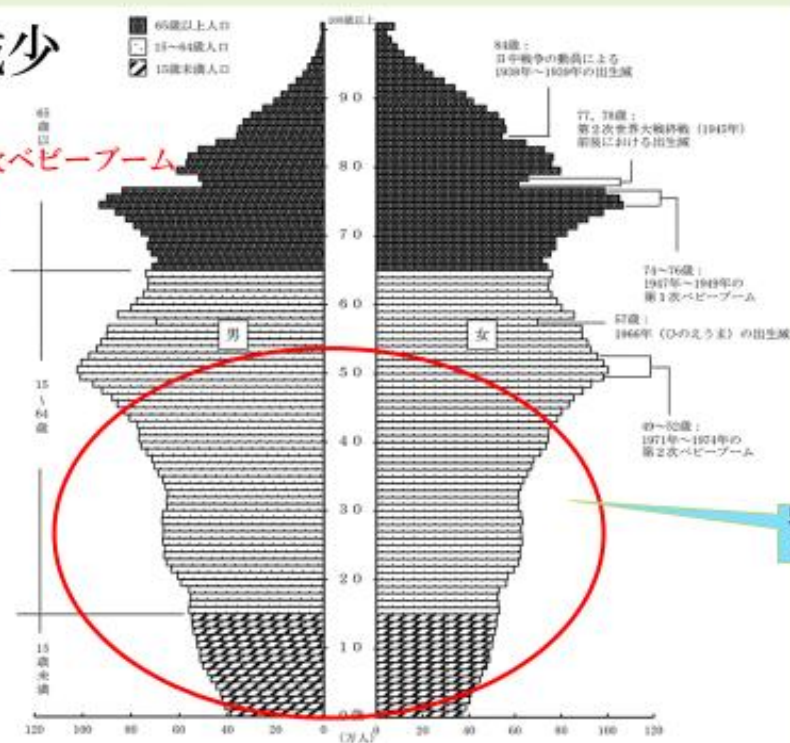 少
65歳以上人口
15〜64歳人口
15歳未満人口
100歳以上
84歳：
日中戦争の動員による
1938年〜1939年の出生減
77、78歳：
第2次世界大戦終戦（1945年）
前後における出生減
ベビーブーム
74〜76歳：
1947年〜1949年の
第1次ベビーブーム
57歳：
1966年（ひのえうま）の出生減
49〜52歳：
1971年〜1974年の
第2次ベビーブーム
男
女
65歳以
15〜64歳
15歳未満
90
80
70
60
50
40
30
20
10
0歳
120 100 80 60 40 20 0 0 20 40 60 80 100 120
(万人)